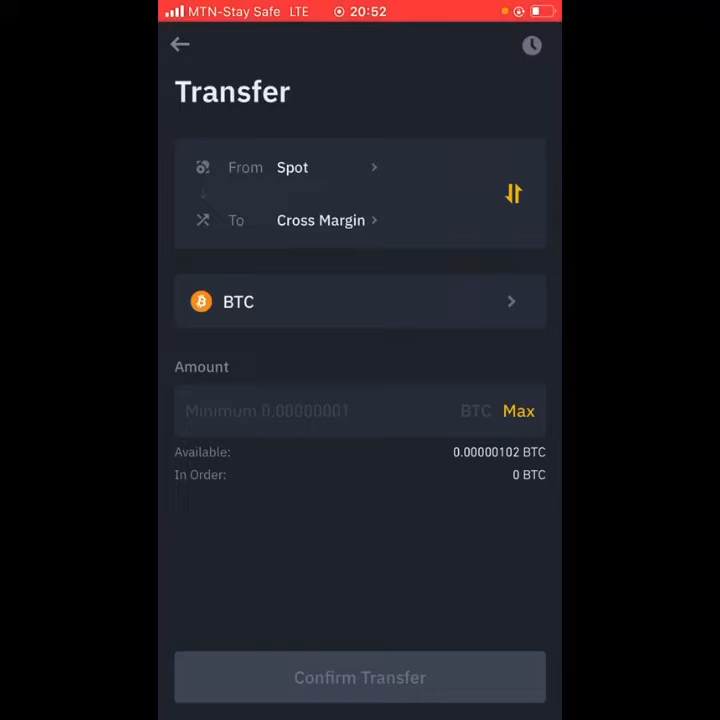 MTN-Stay Safe LTE 20:52
Transfer
From Spot
To Cross Margin
BTC
Amount
Minimum 0.00000001 BTC Max
Available: 0.00000102 BTC
In Order: 0 BTC
Confirm Transfer